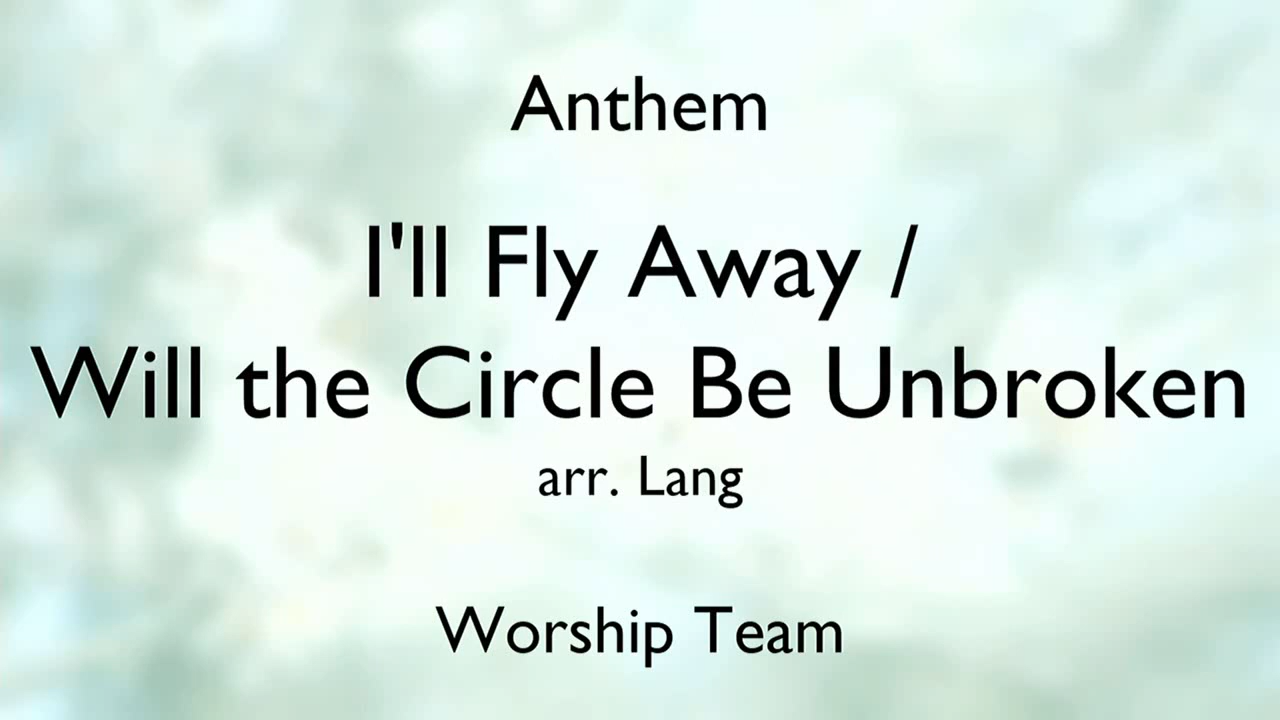 Anthem
I'll Fly Away /
Will the Circle Be Unbroken
arr. Lang
Worship Team